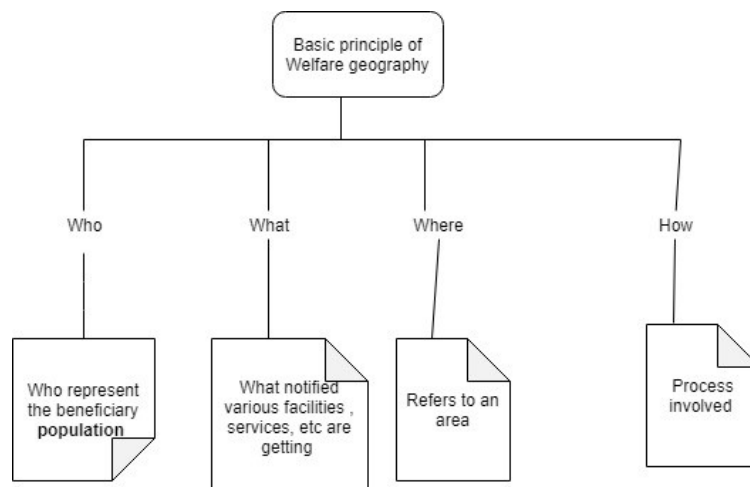 Basic principle of
Welfare geography
Who
What
Where
How
Who represent
the beneficiary
population
What notified
various facilities ,
services, etc are
getting
Refers to an
area
Process
involved